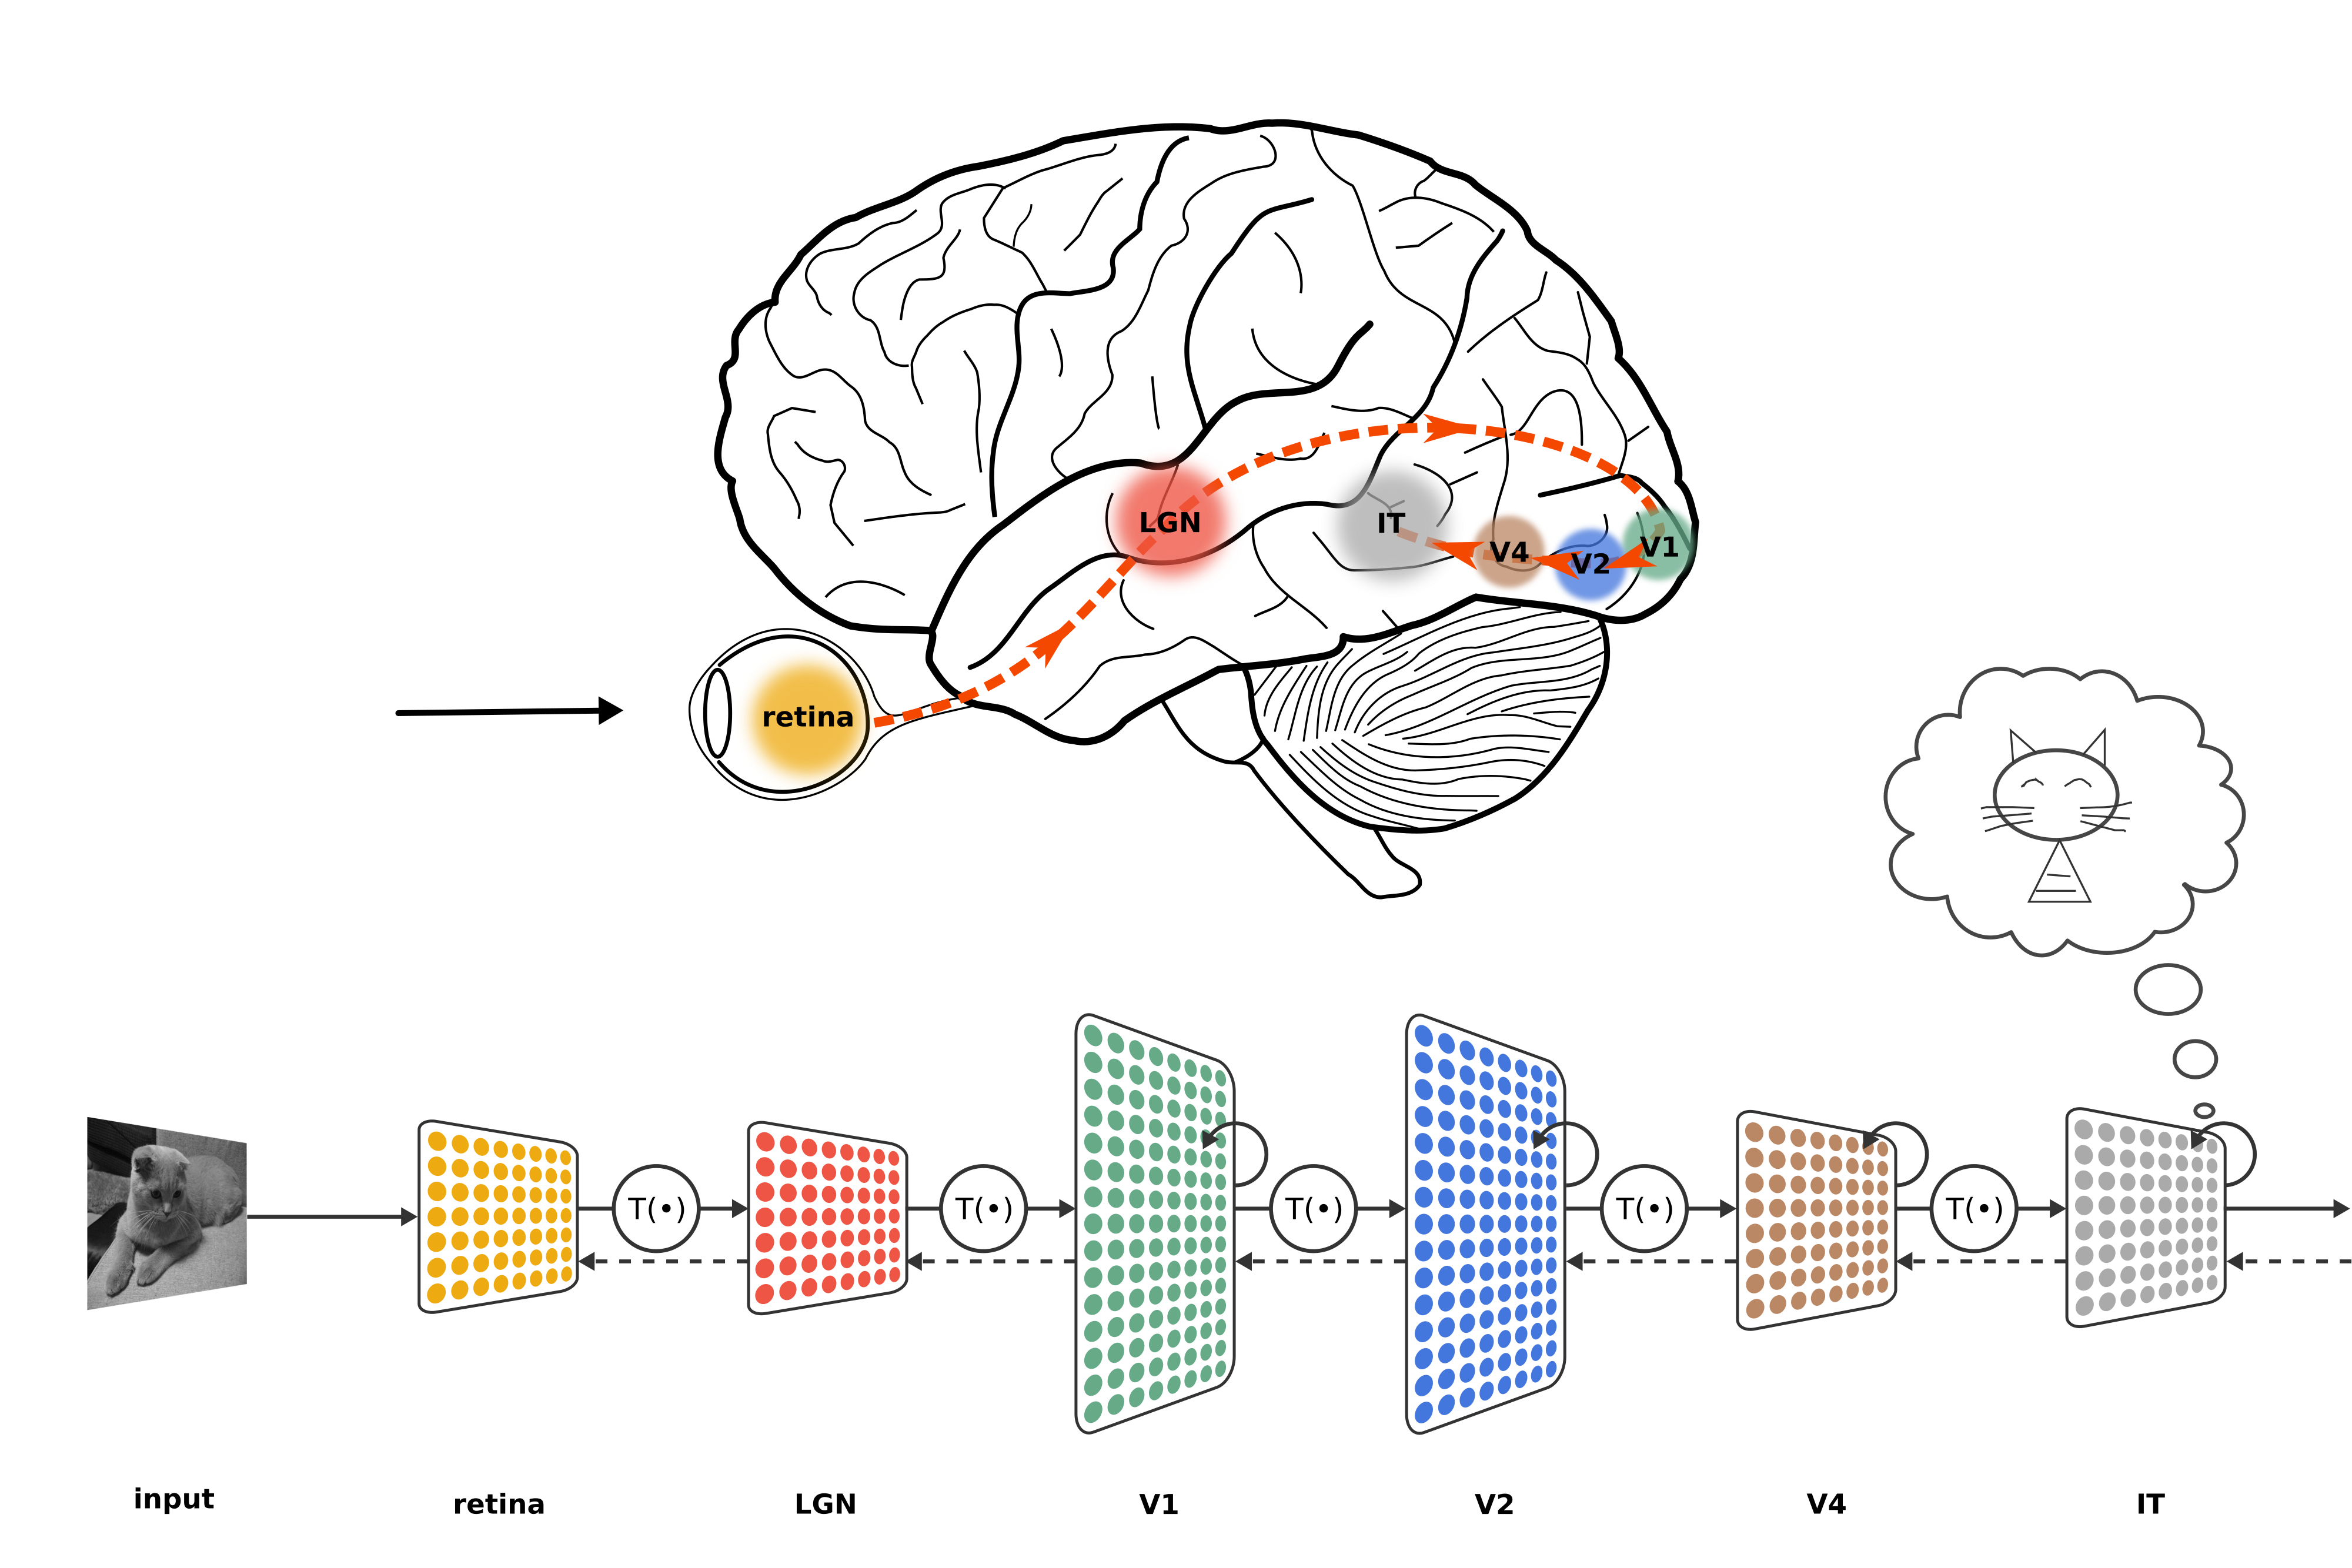 LGN
IT
V4
V2
V1
retina
T(•)
T(•)
T(•)
T(•)
T(•)
input
retina
LGN
V1
V2
V4
IT